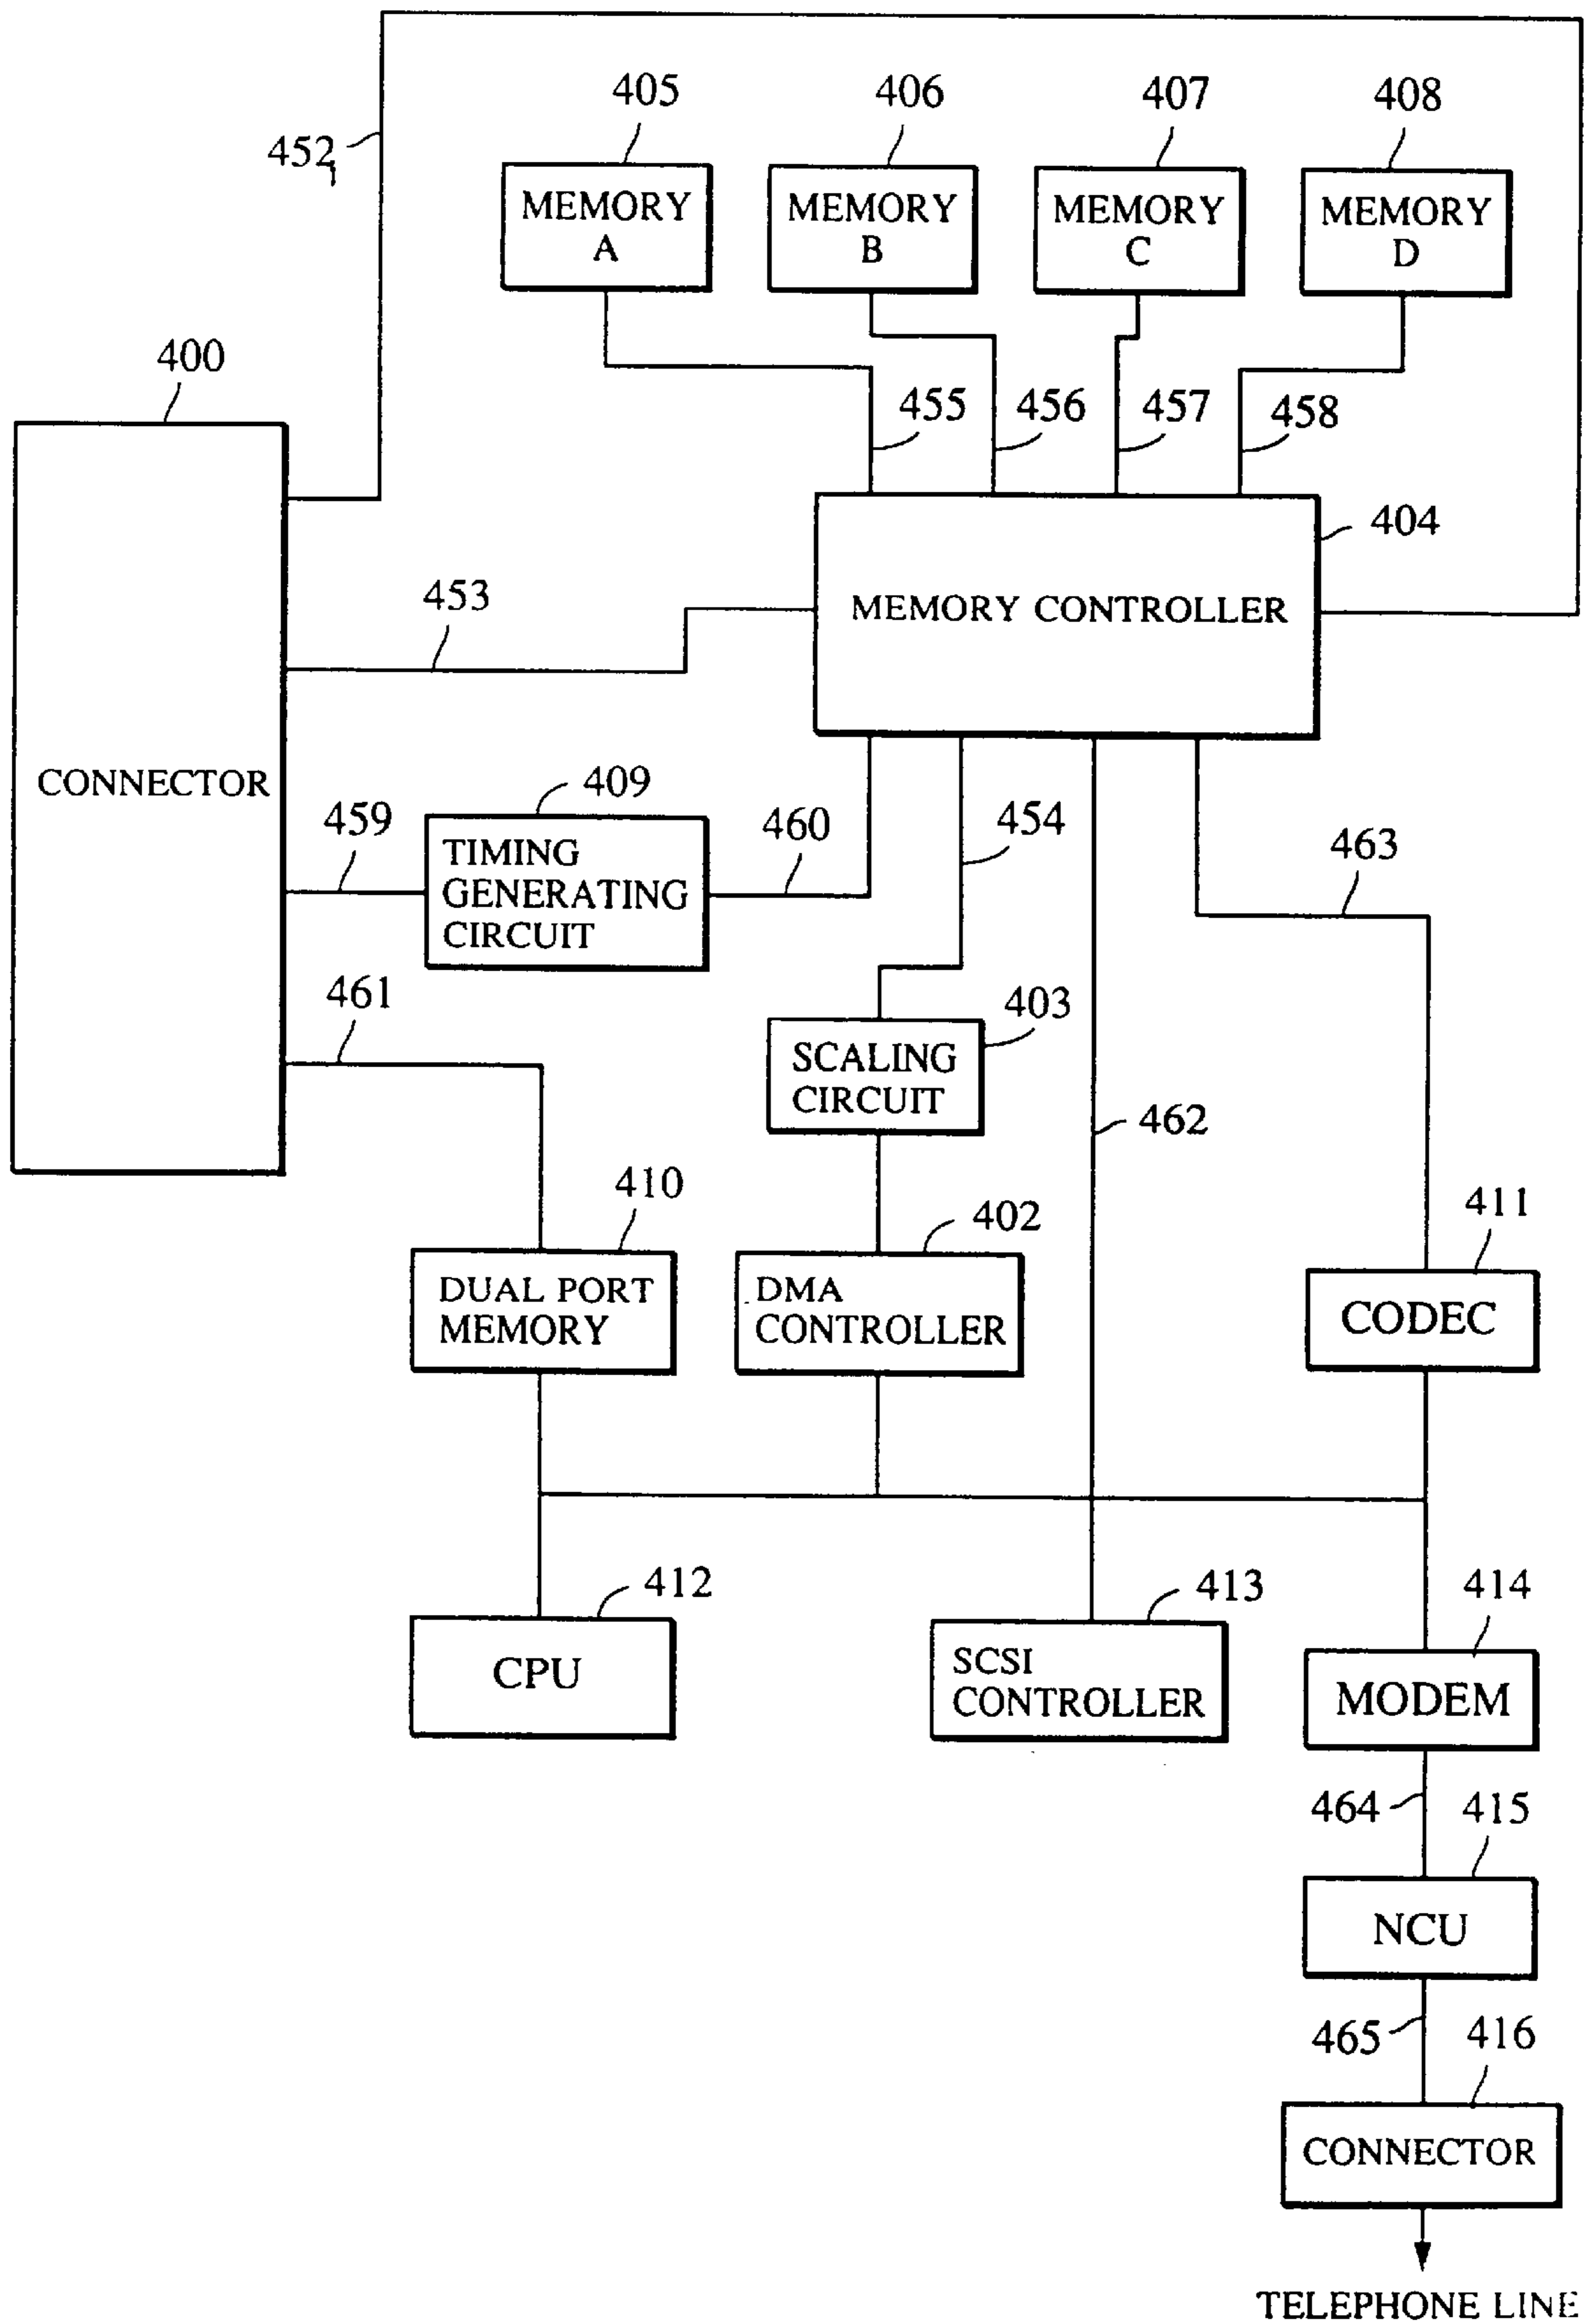 405
406
407
408
452
MEMORY
A
MEMORY
B
MEMORY
C
MEMORY
D
400
455
456
457
458
404
MEMORY CONTROLLER
453
CONNECTOR
409
459
TIMING
GENERATING
CIRCUIT
460
454
463
461
403
SCALING
CIRCUIT
462
410
402
411
DUAL PORT
MEMORY
DMA
CONTROLLER
CODEC
412
413
414
CPU
SCSI
CONTROLLER
MODEM
464
415
NCU
465
416
CONNECTOR
TELEPHONE LINE